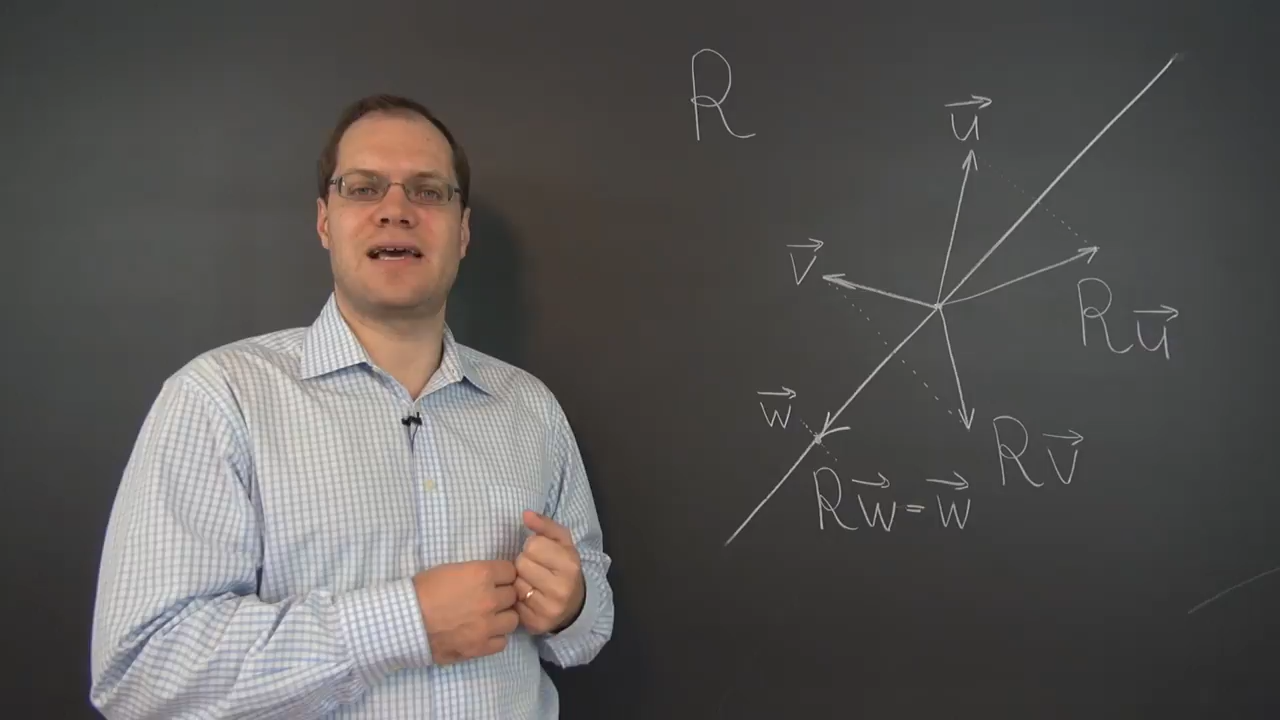 R
u⃗
v⃗
Ru⃗
w⃗
Rv⃗
Rw⃗ = w⃗